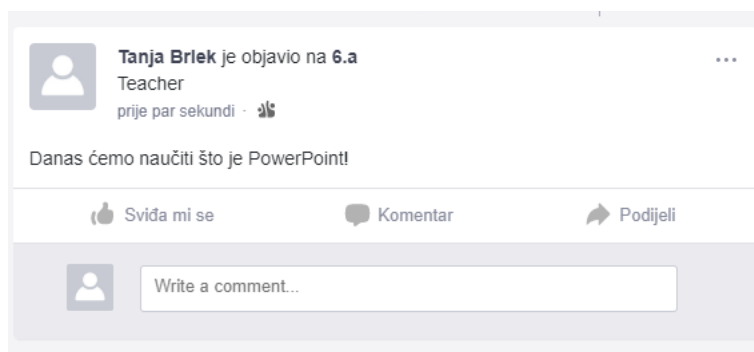 Tanja Brlek je objavio na 6.a
Teacher
prije par sekundi ·
Danas ćemo naučiti što je PowerPoint!
Sviđa mi se Komentar Podijeli
Write a comment...